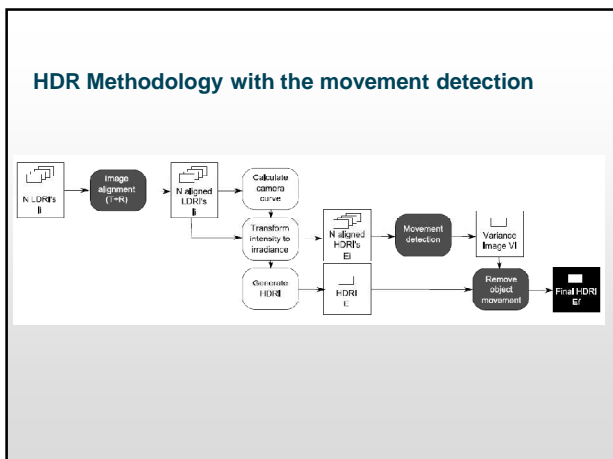 HDR Methodology with the movement detection
N LDRI's
Ii
Image
alignment
(T+R)
N aligned
LDRI's
Ii
Calculate
camera
curve
Transform
intensity to
irradiance
Generate
HDRI
N aligned
HDRI's
Ei
HDRI
E
Movement
detection
Variance
Image VI
Remove
object
movement
Final HDRI
Ef